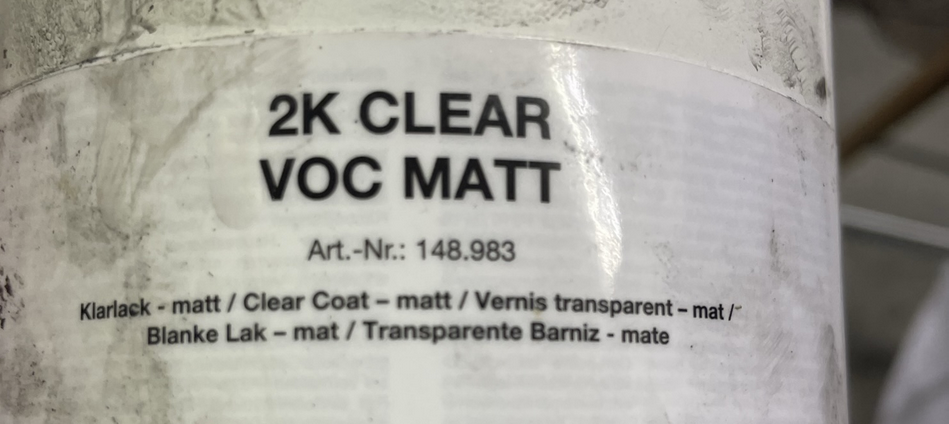 2K CLEAR
VOC MATT
Art.-Nr.: 148.983
Klarlack - matt / Clear Coat – matt / Vernis transparent – mat /
Blanke Lak – mat / Transparente Barniz - mate